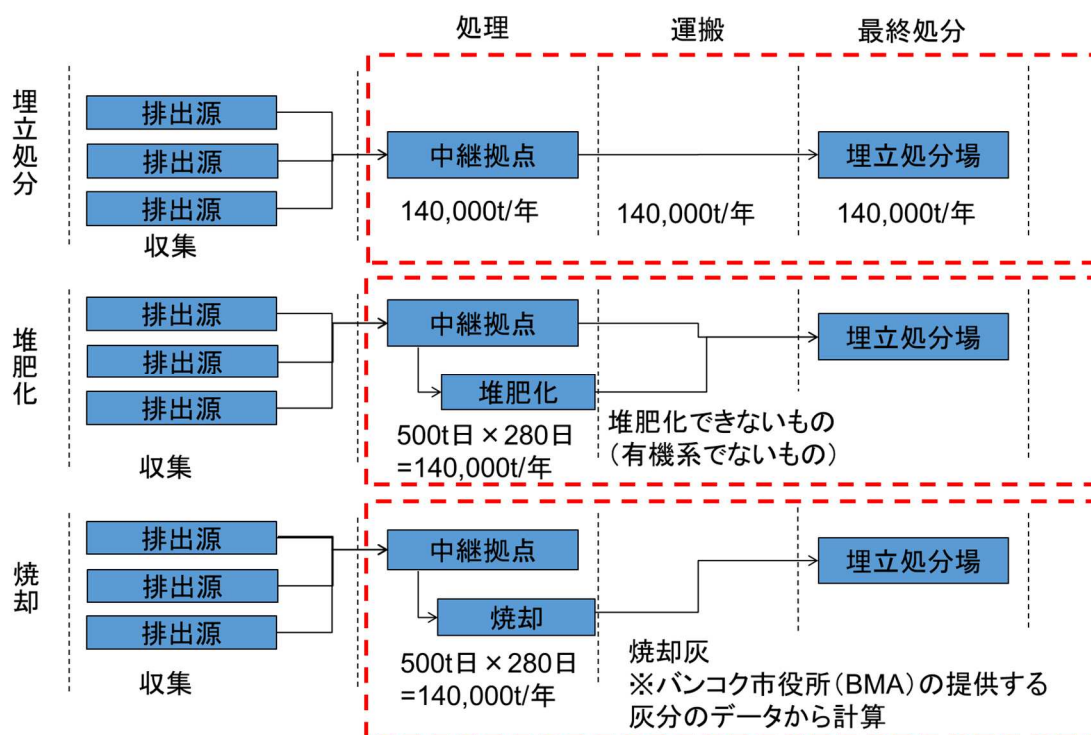 処理
運搬
最終処分
埋立処分
排出源
排出源
排出源
収集
中継拠点
埋立処分場
140,000t/年
140,000t/年
140,000t/年
堆肥化
排出源
排出源
排出源
収集
中継拠点
埋立処分場
堆肥化
500t日×280日
=140,000t/年
堆肥化できないもの
(有機系でないもの)
焼却
排出源
排出源
排出源
収集
中継拠点
埋立処分場
焼却
500t日×280日
=140,000t/年
焼却灰
※バンコク市役所(BMA)の提供する
灰分のデータから計算